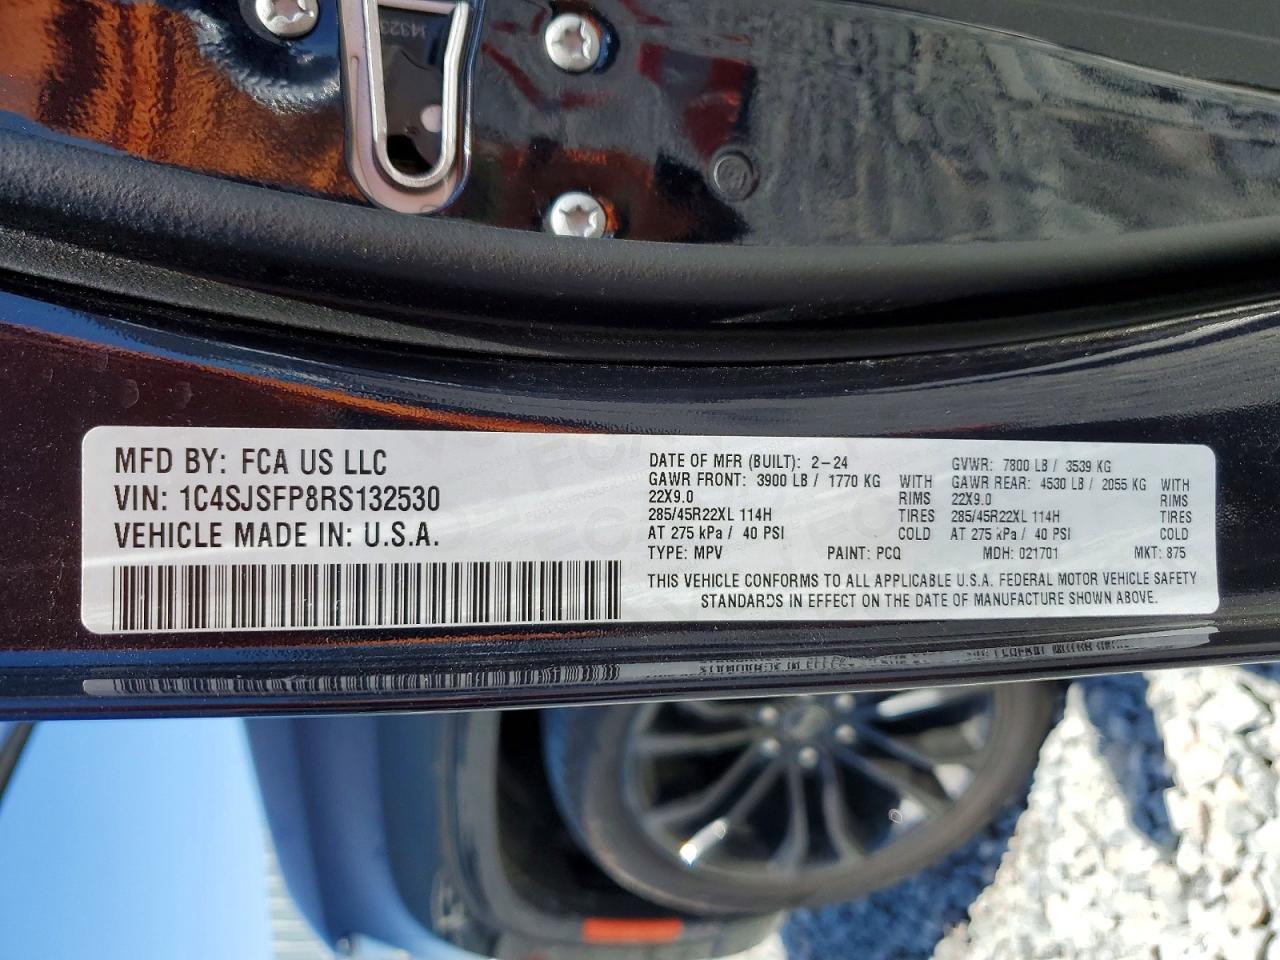 MFD BY: FCA US LLC
VIN: 1C4SJSFP8RS132530
VEHICLE MADE IN: U.S.A.
DATE OF MFR (BUILT): 2-24 GVWR: 7800 LB / 3539 KG
GAWR FRONT: 3900 LB / 1770 KG WITH GAWR REAR: 4530 LB / 2055 KG WITH
22X9.0 RIMS 22X9.0 RIMS
285/45R22XL 114H TIRES 285/45R22XL 114H TIRES
AT 275 kPa / 40 PSI COLD AT 275 kPa / 40 PSI COLD
TYPE: MPV PAINT: PCQ MDH: 021701 MKT: 875
THIS VEHICLE CONFORMS TO ALL APPLICABLE U.S.A. FEDERAL MOTOR VEHICLE SAFETY
STANDARDS IN EFFECT ON THE DATE OF MANUFACTURE SHOWN ABOVE.